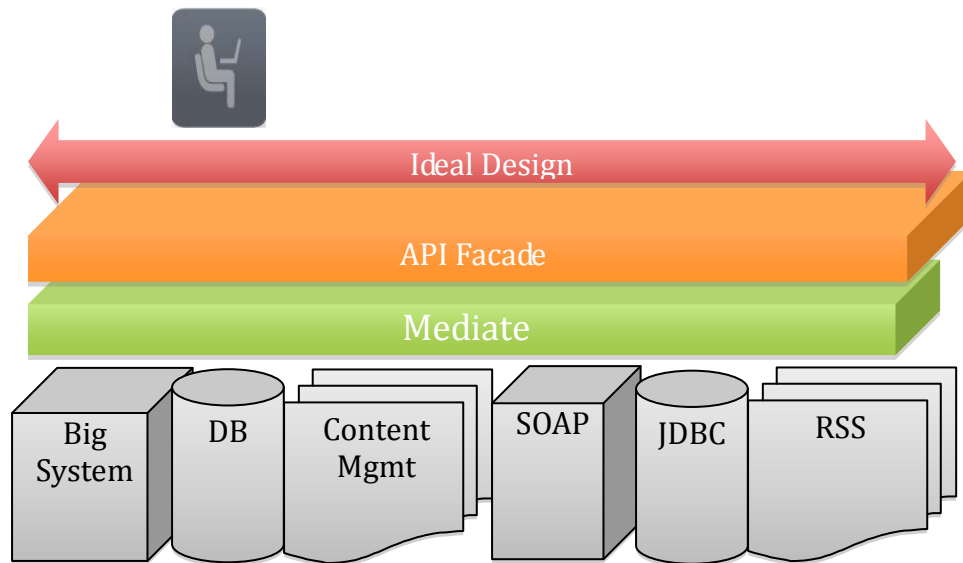 Ideal Design
API Facade
Mediate
Big
System
DB
Content
Mgmt
SOAP
JDBC
RSS